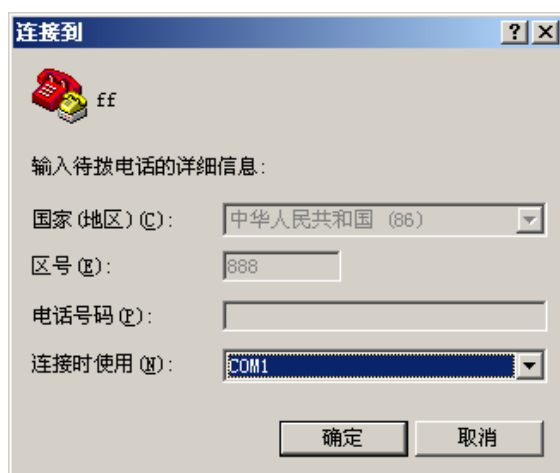 连接到
ff
输入待拨电话的详细信息:
国家(地区)(C): 中华人民共和国 (86)
区号(E): 888
电话号码(P):
连接时使用(N): COM1
确定 取消